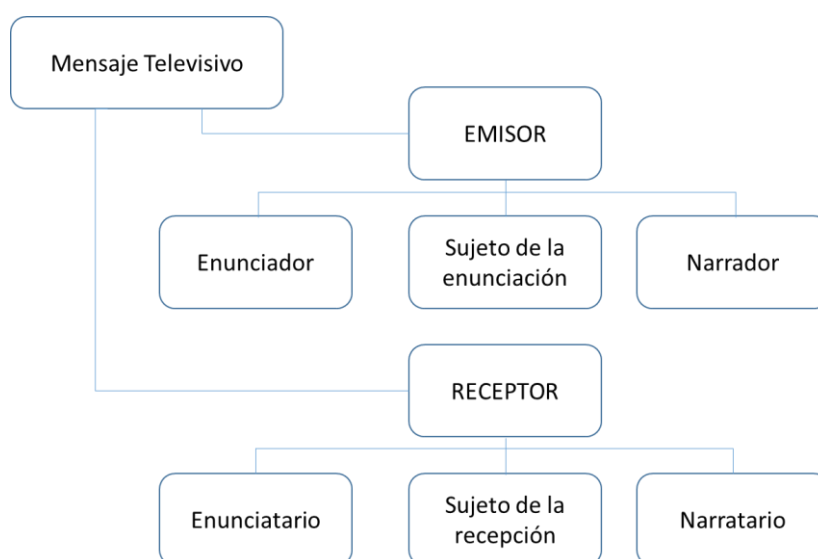 Mensaje Televisivo
EMISOR
Enunciador
Sujeto de la
enunciación
Narrador
RECEPTOR
Enunciatario
Sujeto de la
recepción
Narratario